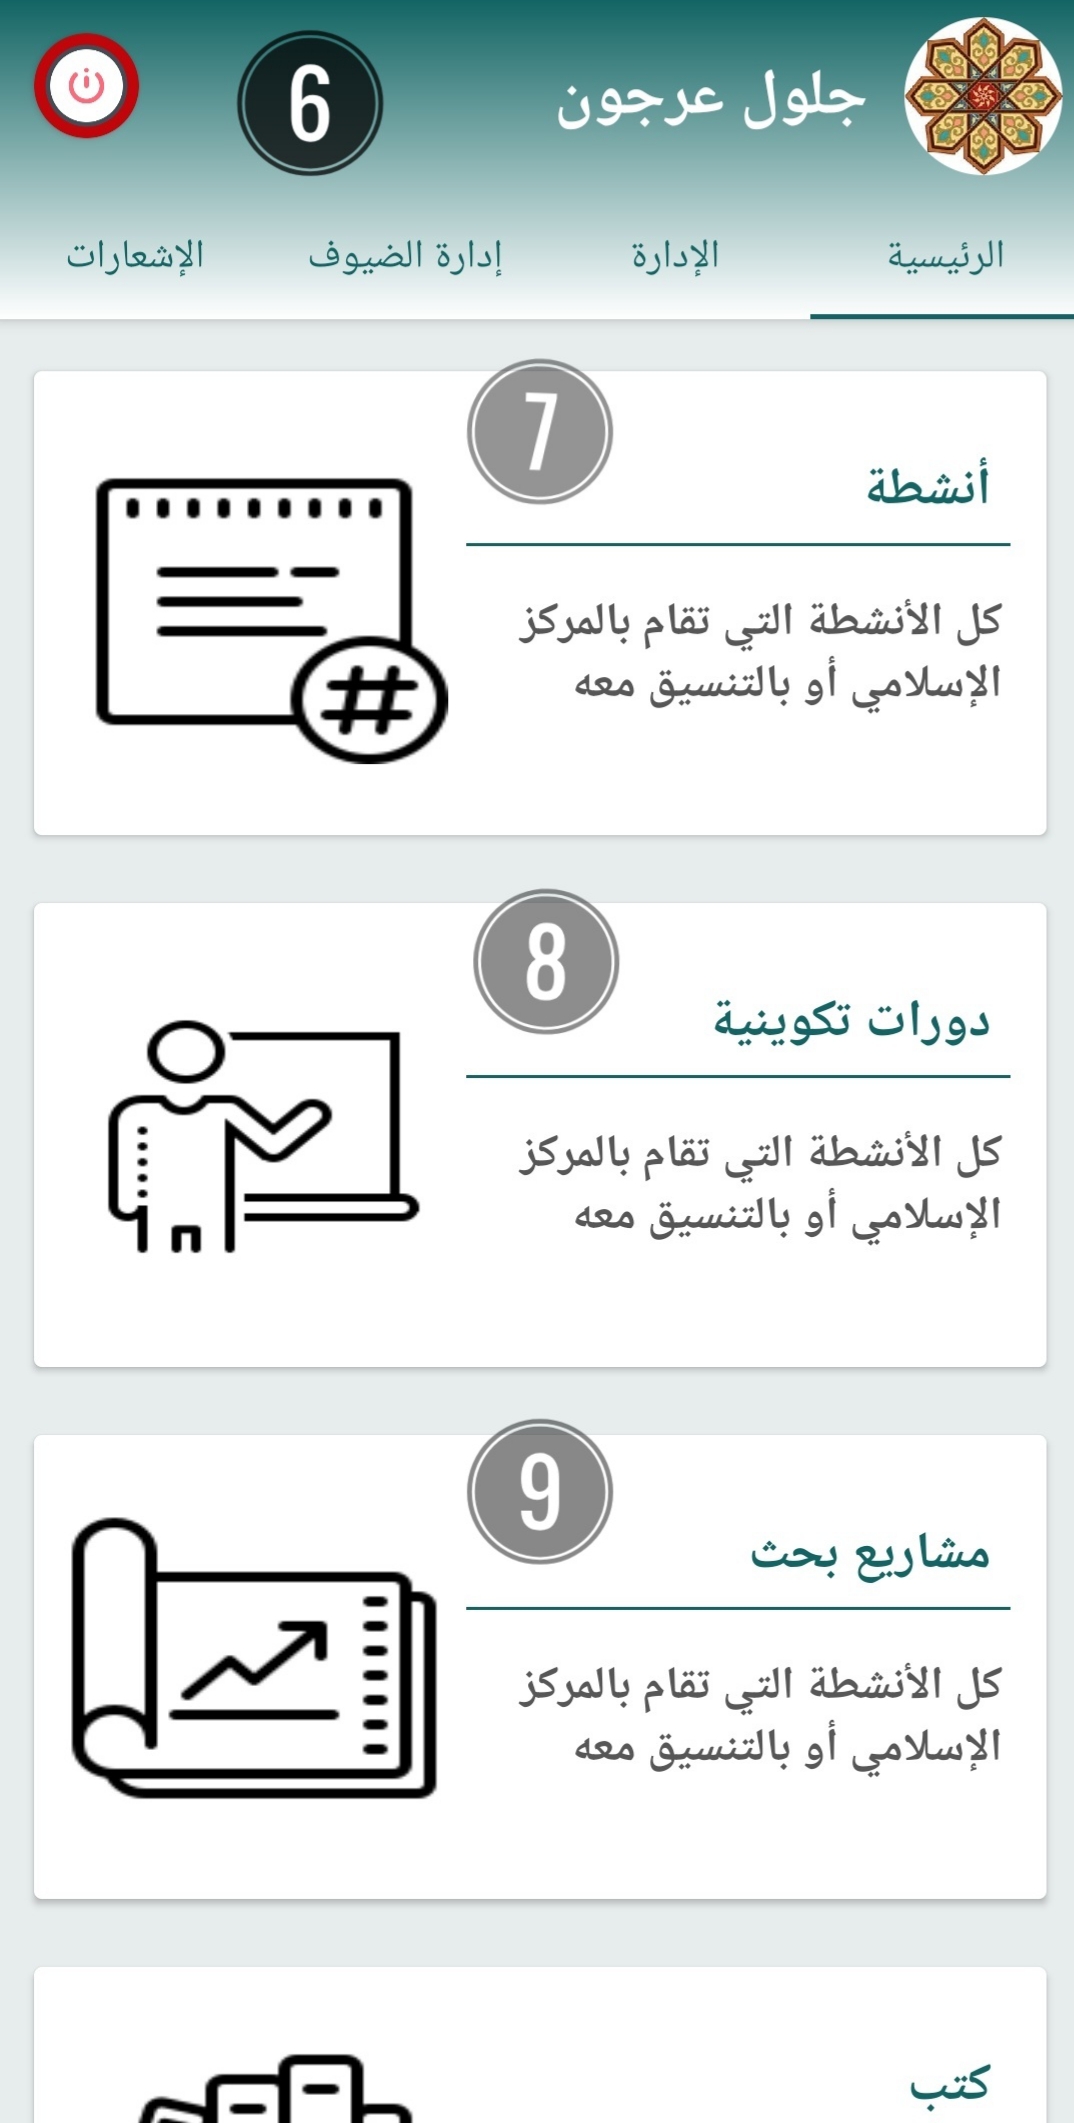 جلول عرجون
6
الرئيسية
الإدارة
إدارة الضيوف
الإشعارات
7
أنشطة
كل الأنشطة التي تقام بالمركز
الإسلامي أو بالتنسيق معه
#
8
دورات تكوينية
كل الأنشطة التي تقام بالمركز
الإسلامي أو بالتنسيق معه
9
مشاريع بحث
كل الأنشطة التي تقام بالمركز
الإسلامي أو بالتنسيق معه
كتب